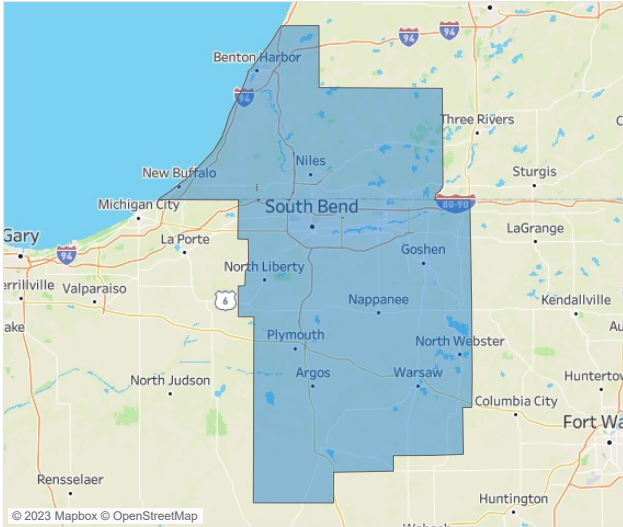 94
94
Benton Harbor
94
Three Rivers
Niles
Sturgis
New Buffalo
Michigan City
South Bend
80-90
Gary
94
La Porte
LaGrange
Goshen
North Liberty
errillville
Valparaiso
6
Nappanee
Kendallville
ake
Plymouth
North Webster
Au
North Judson
Argos
Warsaw
Huntertow
Columbia City
Fort Wa
Rensselaer
Huntington
© 2023 Mapbox © OpenStreetMap